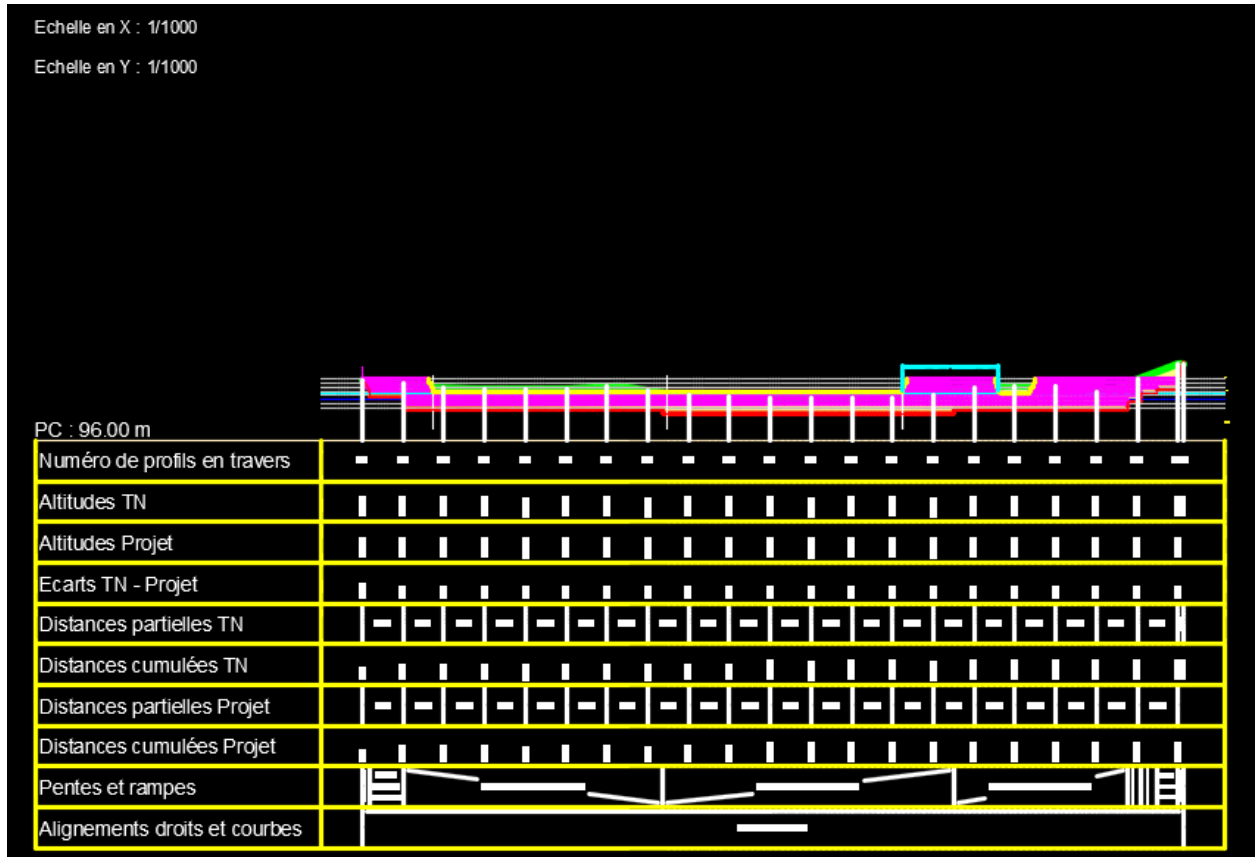 Echelle en X : 1/1000
Echelle en Y : 1/1000
PC : 96.00 m
Numéro de profils en travers
Altitudes TN
Altitudes Projet
Ecarts TN - Projet
Distances partielles TN
Distances cumulées TN
Distances partielles Projet
Distances cumulées Projet
Pentes et rampes
Alignements droits et courbes